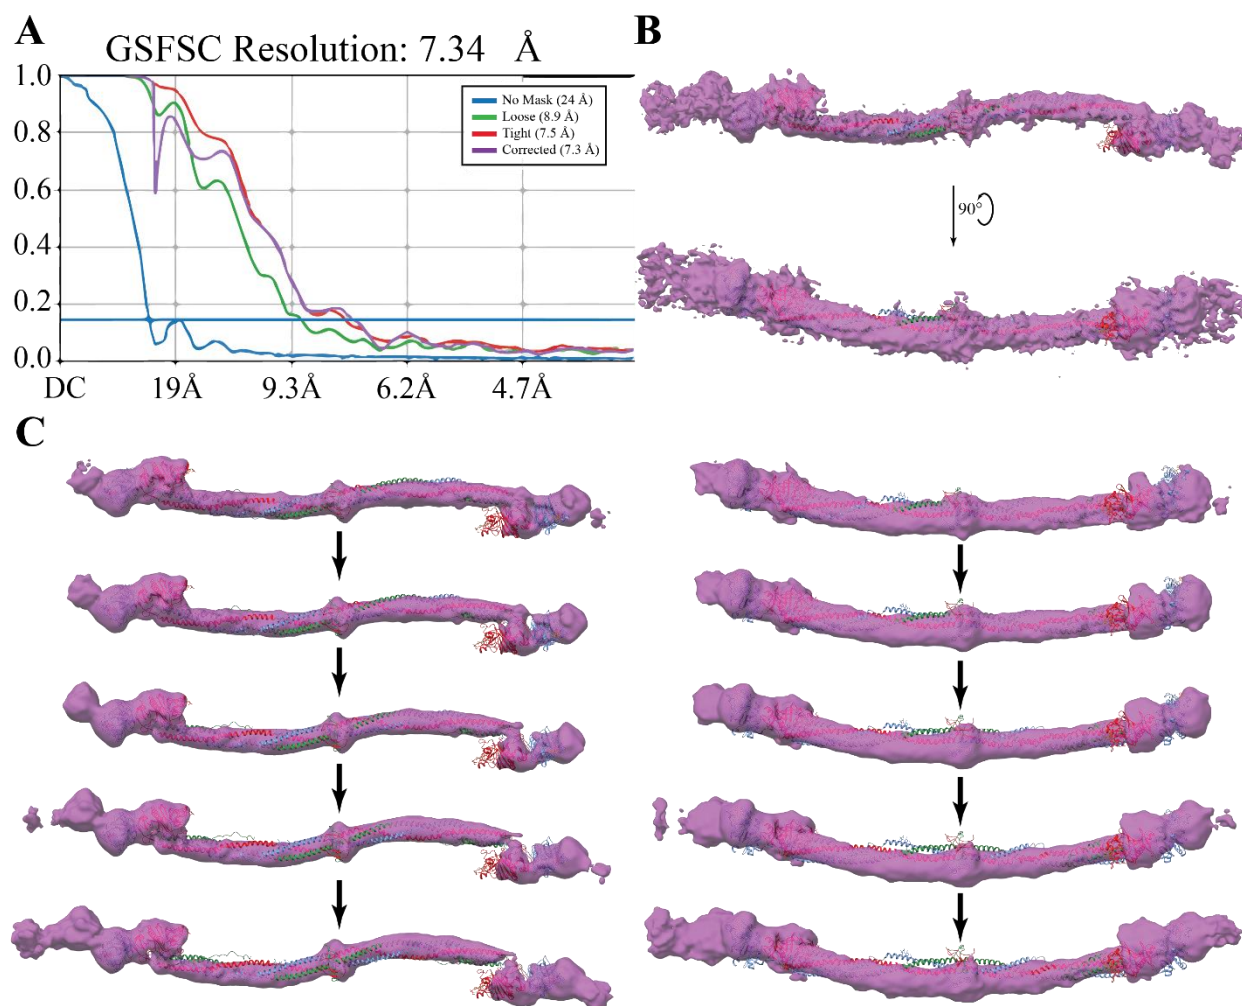 A
B
GSFSC Resolution: 7.34 Å
1.0
0.8
0.6
0.4
0.2
0.0
No Mask (24 Å)
Loose (8.9 Å)
Tight (7.5 Å)
Corrected (7.3 Å)
DC 19Å 9.3Å 6.2Å 4.7Å
90°
C